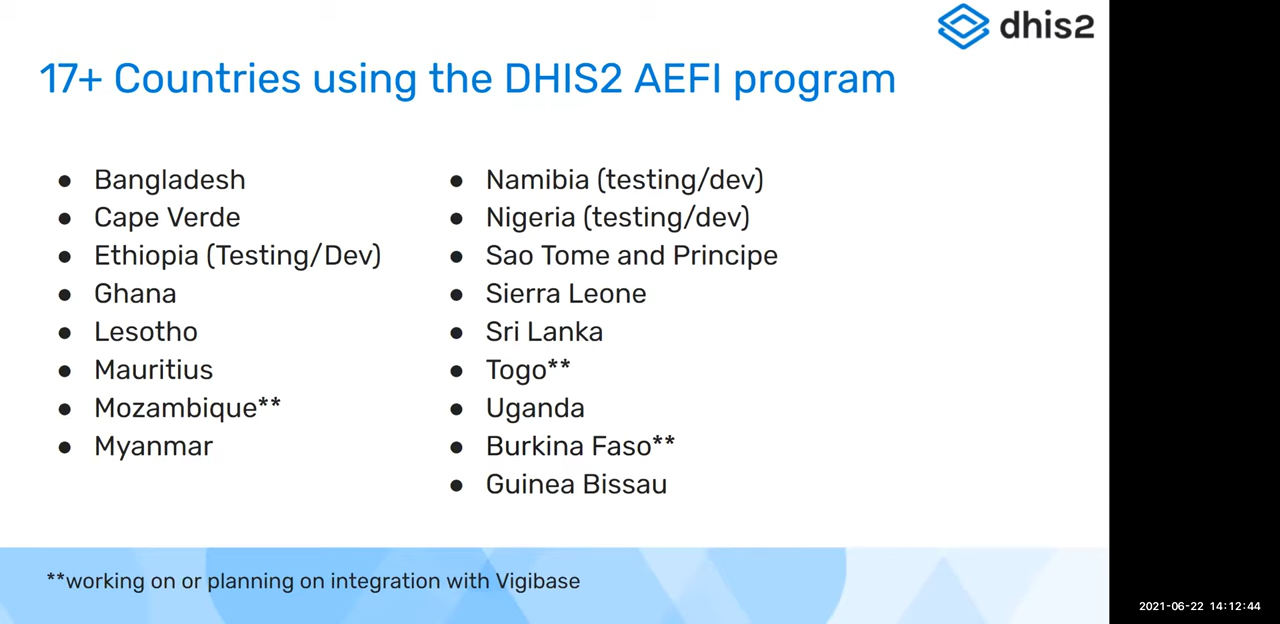 dhis2
17+ Countries using the DHIS2 AEFI program
● Bangladesh
● Cape Verde
● Ethiopia (Testing/Dev)
● Ghana
● Lesotho
● Mauritius
● Mozambique**
● Myanmar
● Namibia (testing/dev)
● Nigeria (testing/dev)
● Sao Tome and Principe
● Sierra Leone
● Sri Lanka
● Togo**
● Uganda
● Burkina Faso**
● Guinea Bissau
**working on or planning on integration with Vigibase
2021-06-22 14:12:44